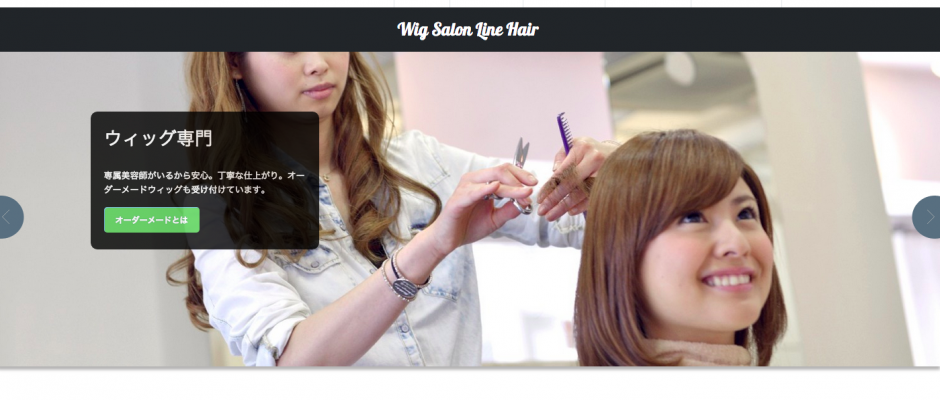 Wig Salon Line Hair
ウィッグ専門
専属美容師がいるから安心。丁寧な仕上がり。オー
ダーメードウィッグも受け付けています。
オーダーメードとは